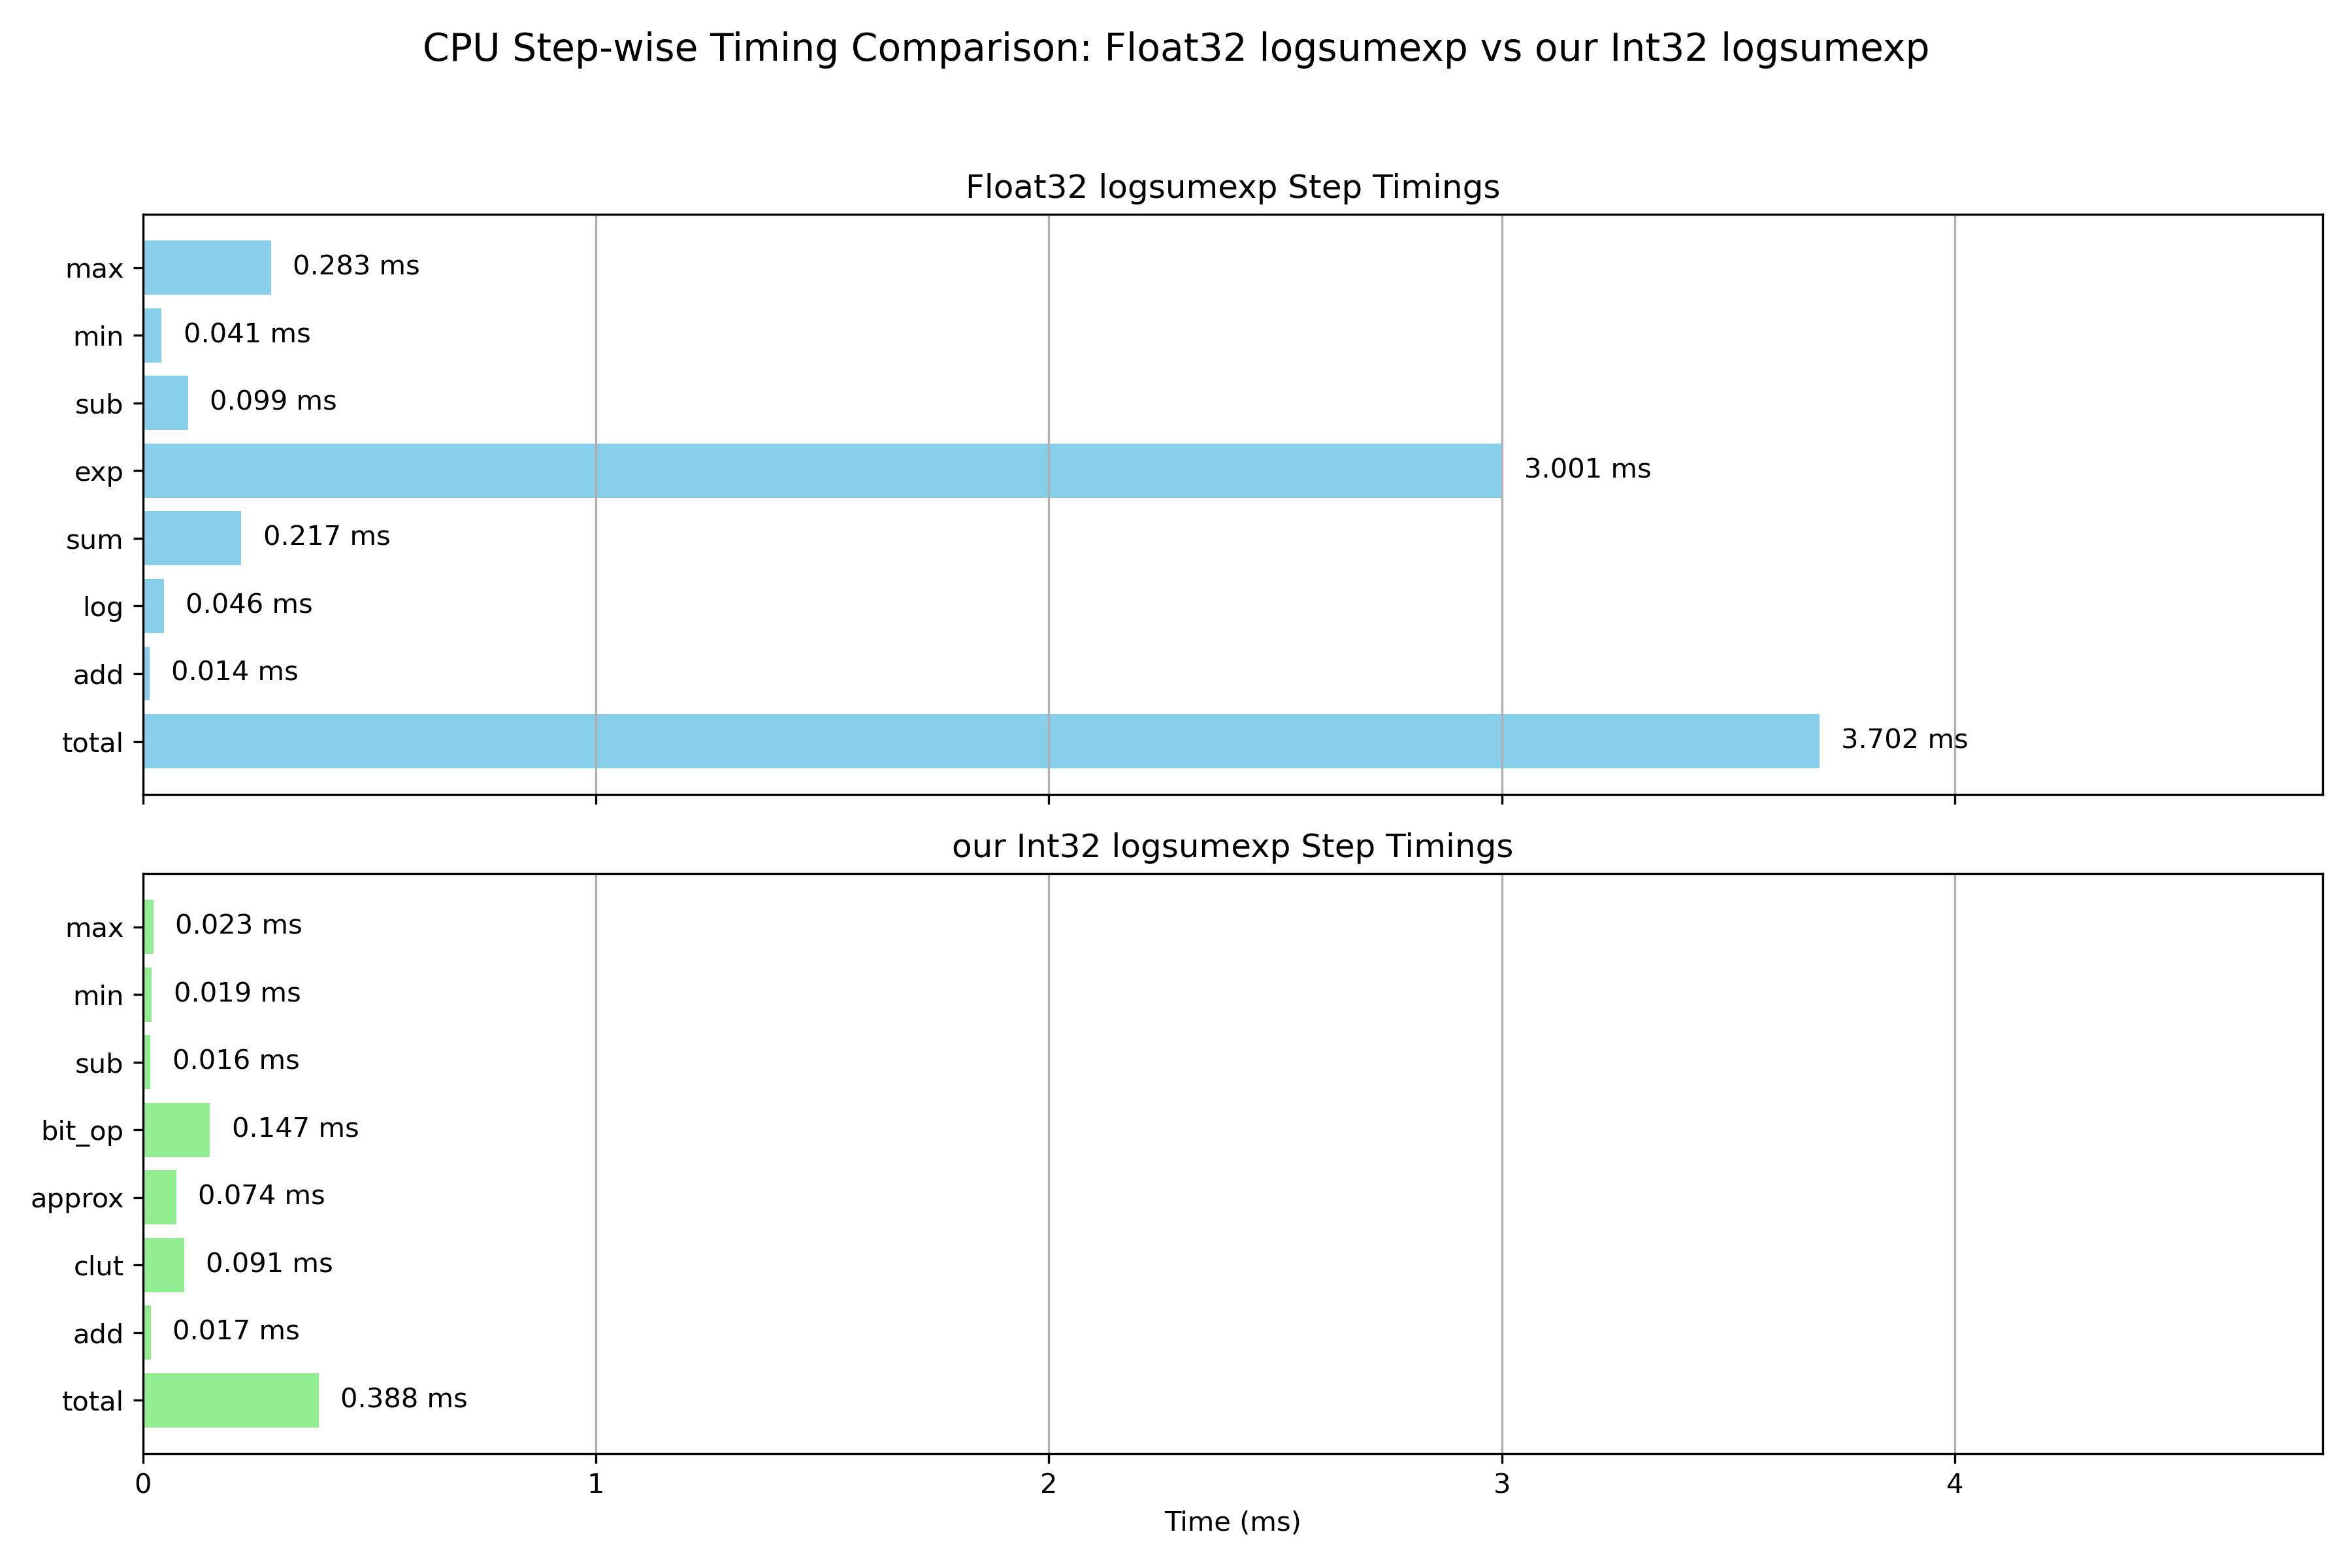 CPU Step-wise Timing Comparison: Float32 logsumexp vs our Int32 logsumexp
Float32 logsumexp Step Timings
max 0.283 ms
min 0.041 ms
sub 0.099 ms
exp 3.001 ms
sum 0.217 ms
log 0.046 ms
add 0.014 ms
total 3.702 ms
our Int32 logsumexp Step Timings
max 0.023 ms
min 0.019 ms
sub 0.016 ms
bit_op 0.147 ms
approx 0.074 ms
clut 0.091 ms
add 0.017 ms
total 0.388 ms
0 1 2 3 4
Time (ms)